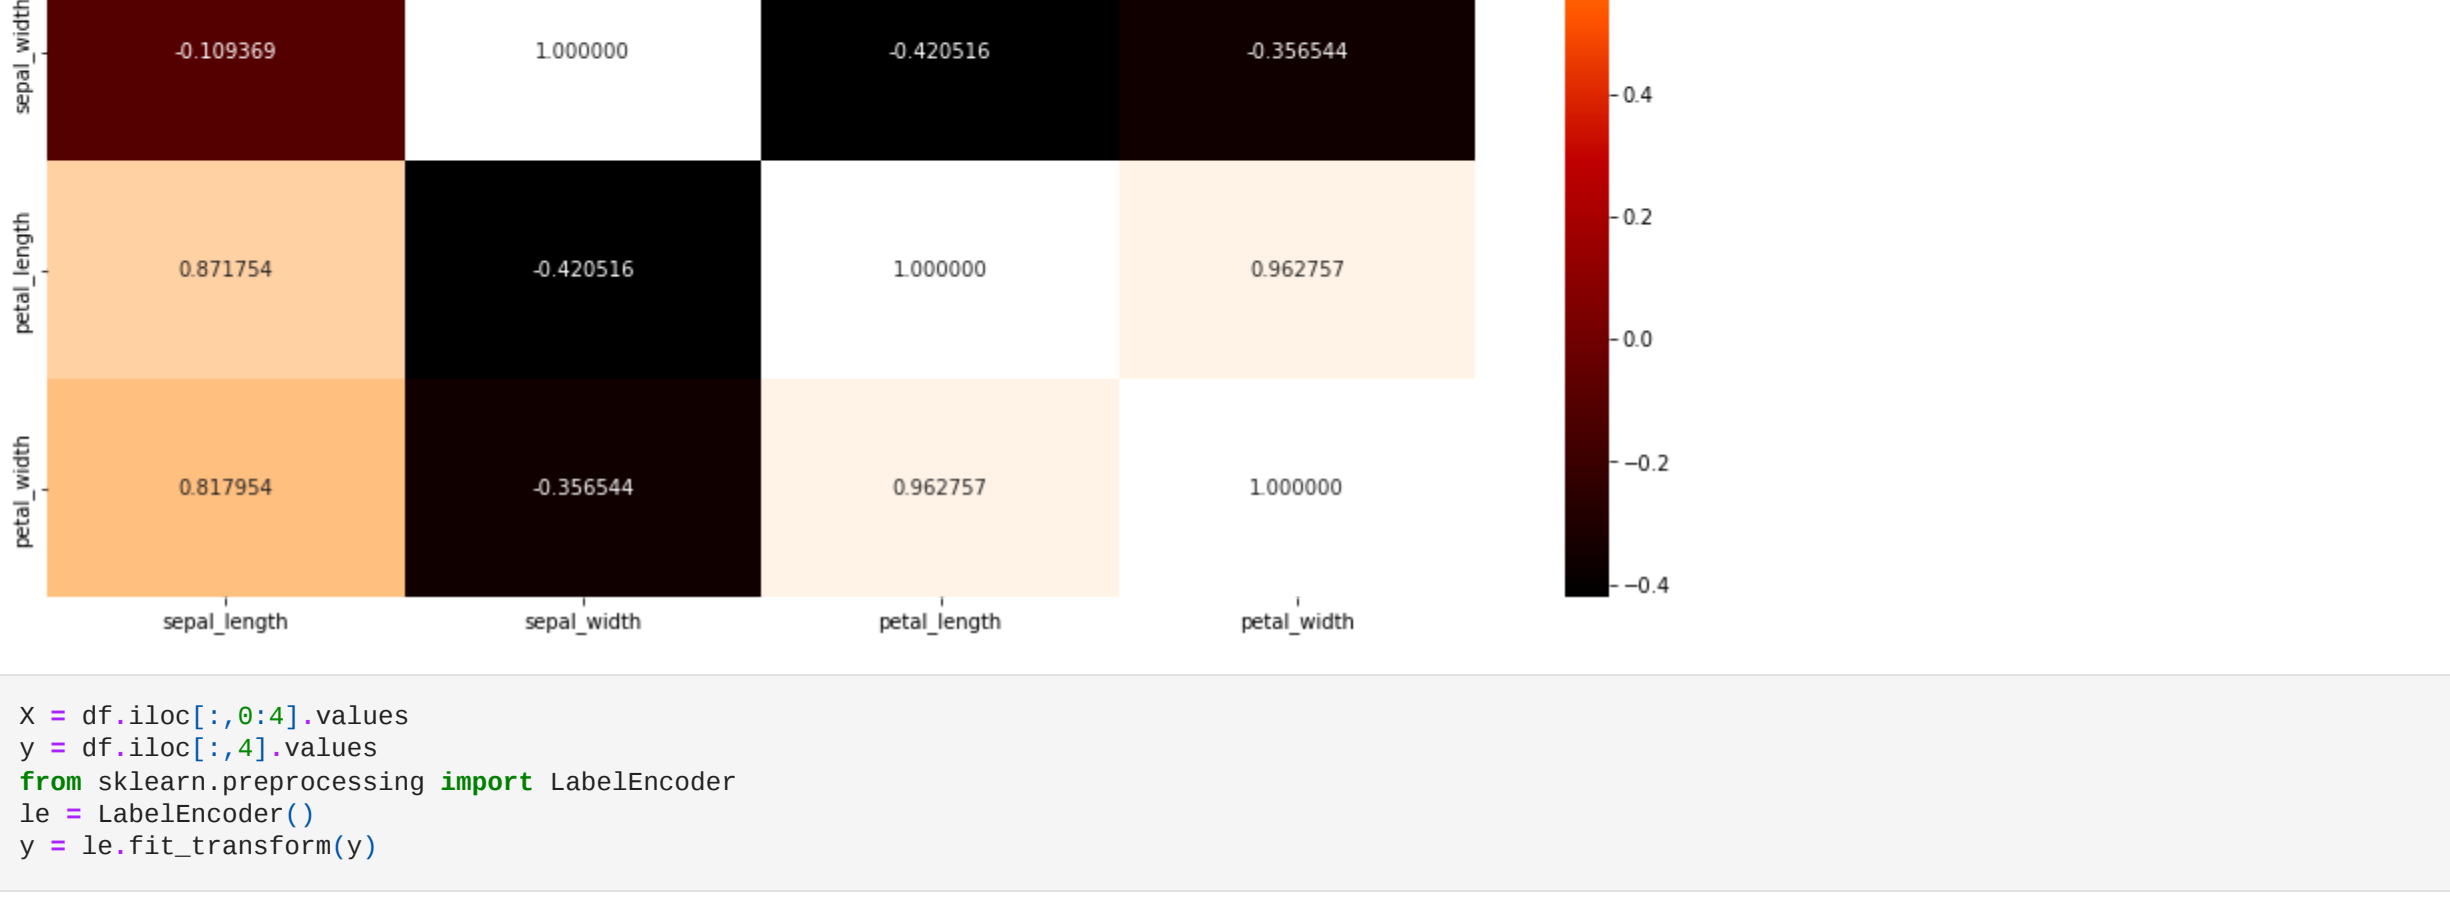 sepal_width
-0.109369 1.000000 -0.420516 -0.356544
0.4
0.2
petal_length
0.871754 -0.420516 1.000000 0.962757
0.0
petal_width
0.817954 -0.356544 0.962757 1.000000
−0.2
−0.4
sepal_length sepal_width petal_length petal_width
X = df.iloc[:,0:4].values
y = df.iloc[:,4].values
from sklearn.preprocessing import LabelEncoder
le = LabelEncoder()
y = le.fit_transform(y)